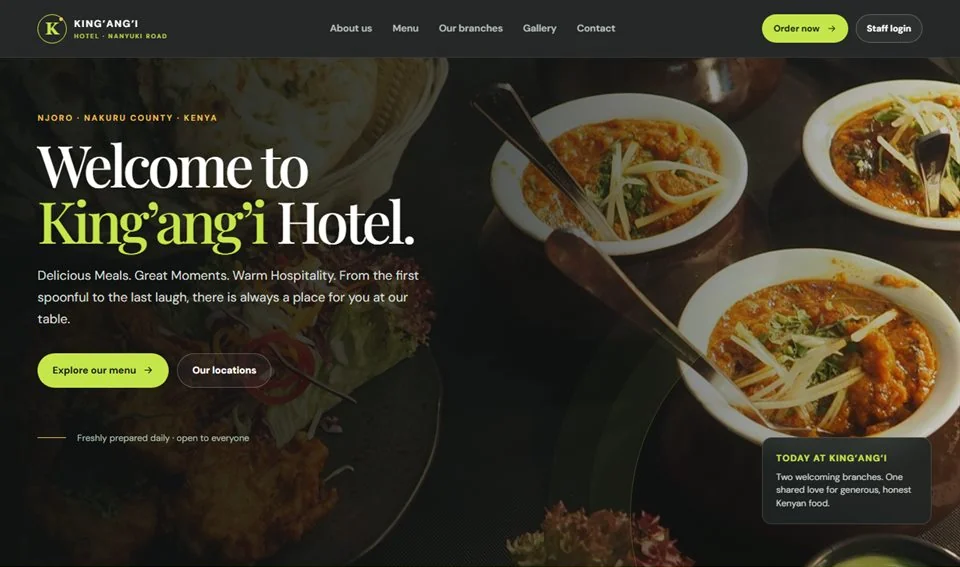 K
KING’ANG’I
HOTEL · NANYUKI ROAD
About us
Menu
Our branches
Gallery
Contact
Order now →
Staff login
NJORO · NAKURU COUNTY · KENYA
Welcome to
King’ang’i Hotel.
Delicious Meals. Great Moments. Warm Hospitality. From the first
spoonful to the last laugh, there is always a place for you at our
table.
Explore our menu →
Our locations
Freshly prepared daily · open to everyone
TODAY AT KING’ANG’I
Two welcoming branches. One
shared love for generous, honest
Kenyan food.